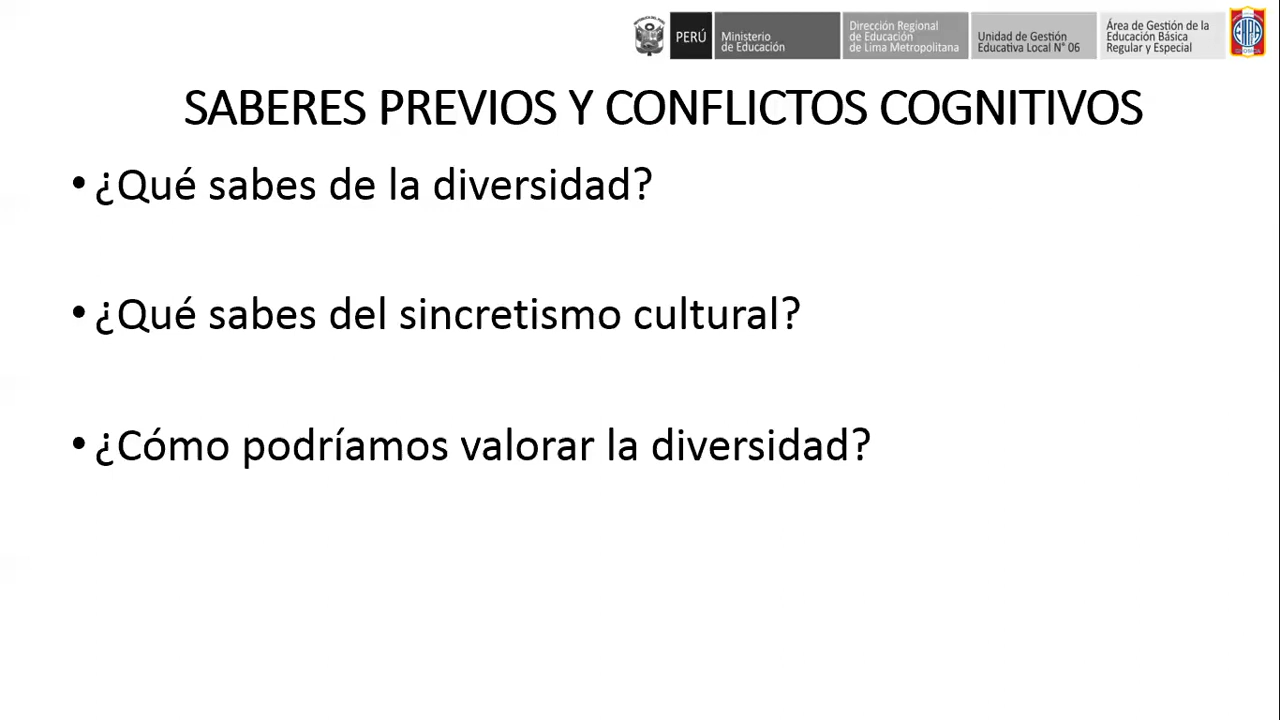 PERÚ
Ministerio
de Educación
Dirección Regional
de Educación
de Lima Metropolitana
Unidad de Gestión
Educativa Local N° 06
Área de Gestión de la
Educación Básica
Regular y Especial
SABERES PREVIOS Y CONFLICTOS COGNITIVOS
• ¿Qué sabes de la diversidad?
• ¿Qué sabes del sincretismo cultural?
• ¿Cómo podríamos valorar la diversidad?